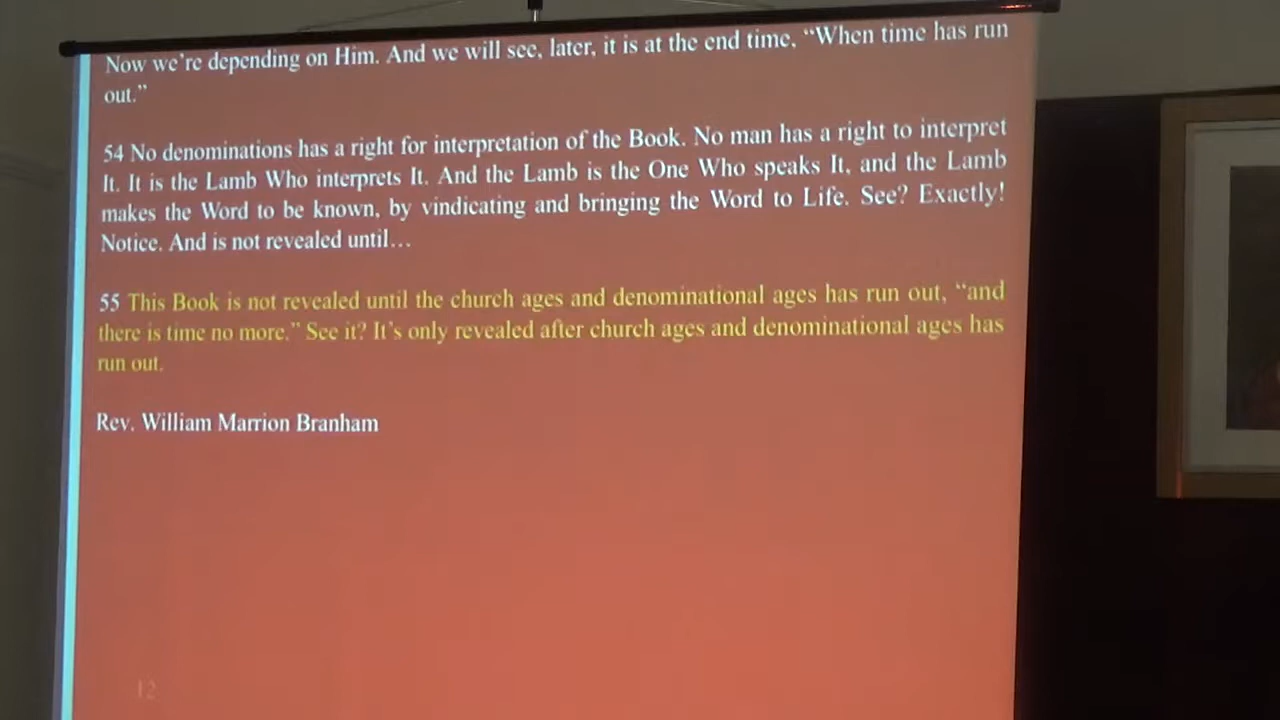 Now we're depending on Him. And we will see, later, it is at the end time, “When time has run
out.”
54 No denominations has a right for interpretation of the Book. No man has a right to interpret
It. It is the Lamb Who interprets It. And the Lamb is the One Who speaks It, and the Lamb
makes the Word to be known, by vindicating and bringing the Word to Life. See? Exactly!
Notice. And is not revealed until…
55 This Book is not revealed until the church ages and denominational ages has run out, “and
there is time no more.” See it? It's only revealed after church ages and denominational ages has
run out.
Rev. William Marrion Branham
12